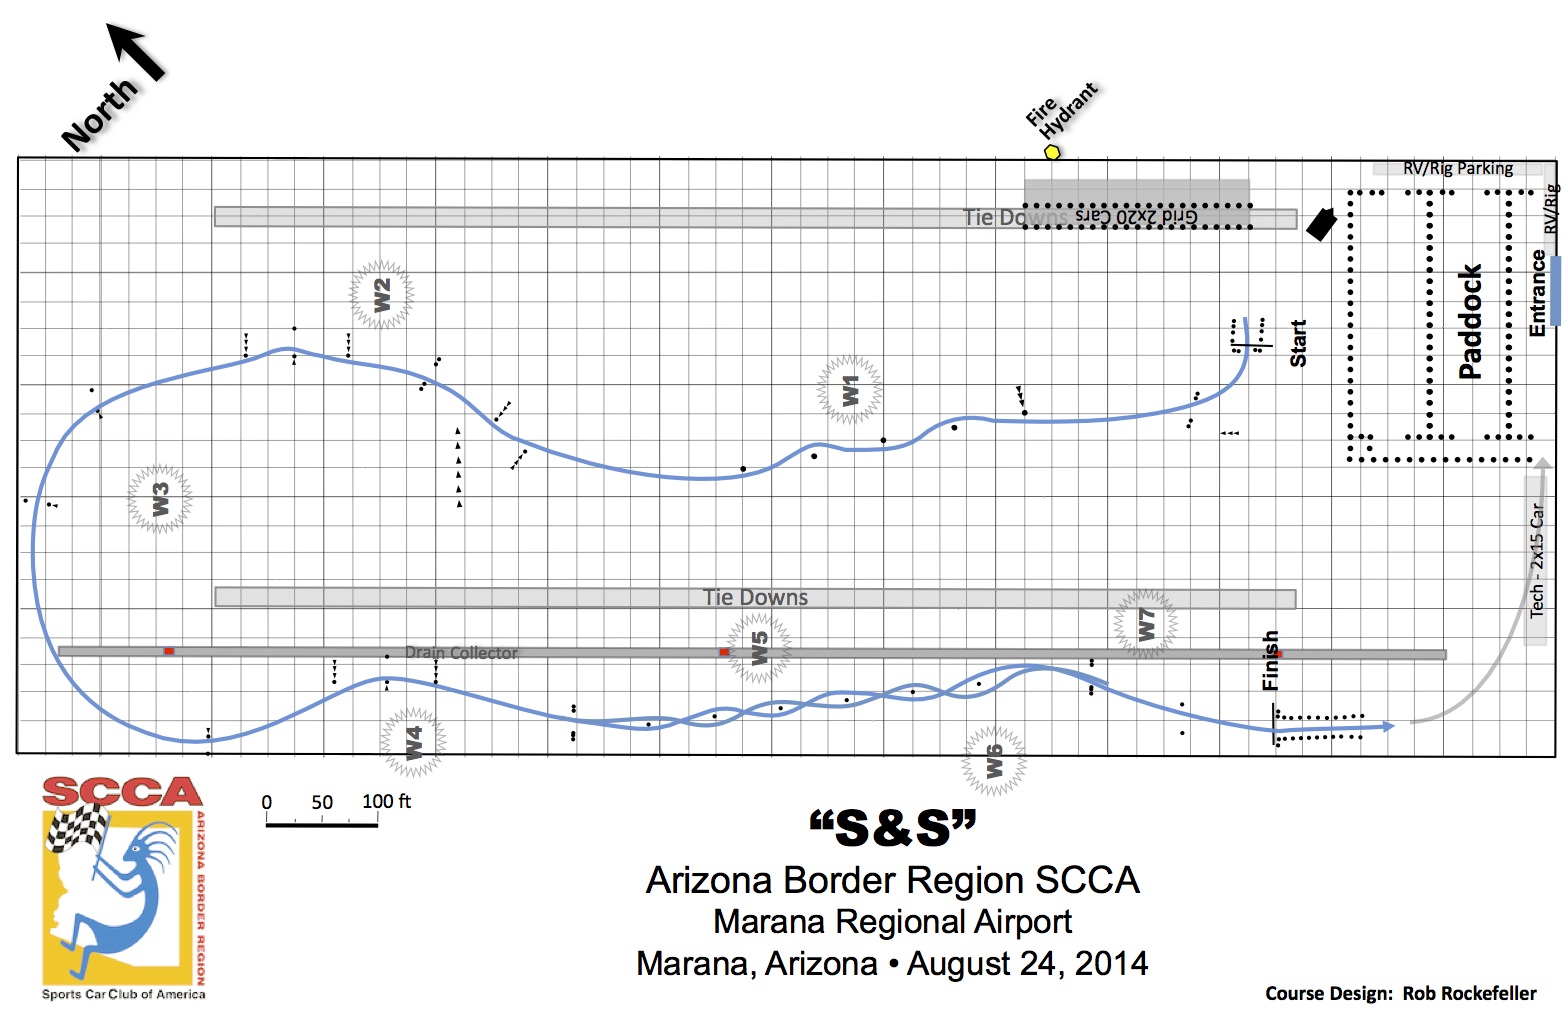 North
Fire
Hydrant
RV/Rig Parking
RV/Rig
Tie Downs
Grid 2x20 Cars
Entrance
Paddock
Start
W2
W1
W3
Tech - 2x15 Car
Tie Downs
W7
W5
Drain Collector
Finish
W4
W6
0 50 100 ft
SCCA
ARIZONA BORDER REGION
Sports Car Club of America
“S&S”
Arizona Border Region SCCA
Marana Regional Airport
Marana, Arizona • August 24, 2014
Course Design: Rob Rockefeller